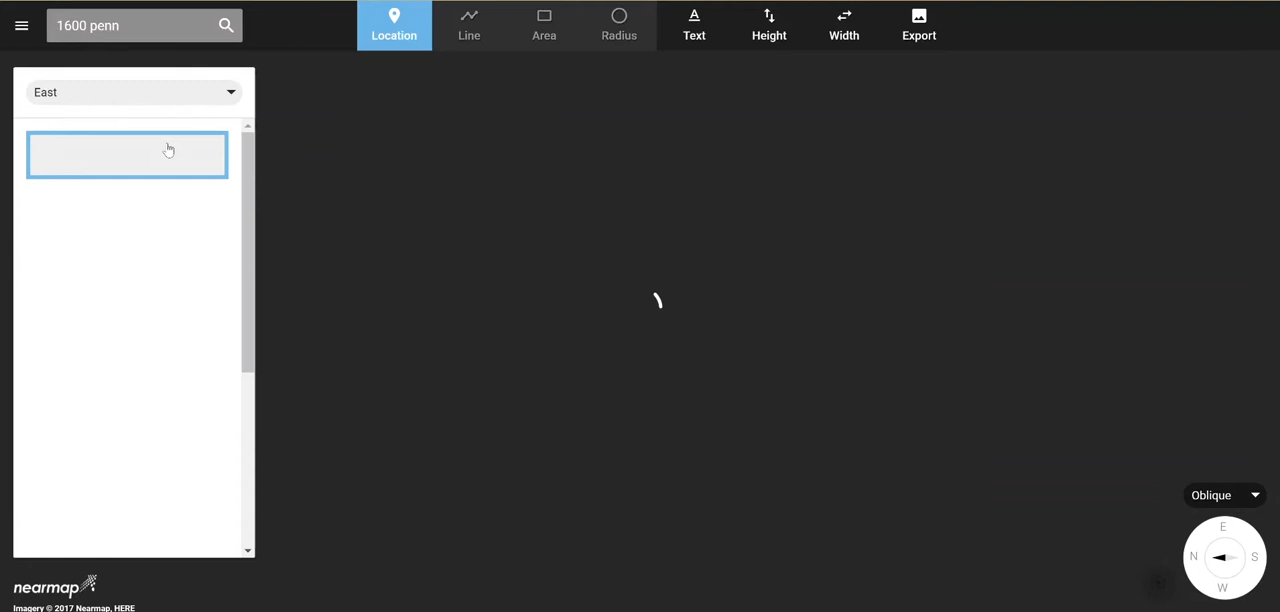 1600 penn
Location
Line
Area
Radius
Text
Height
Width
Export
East
Oblique
E
N
S
W
nearmap
Imagery © 2017 Nearmap, HERE